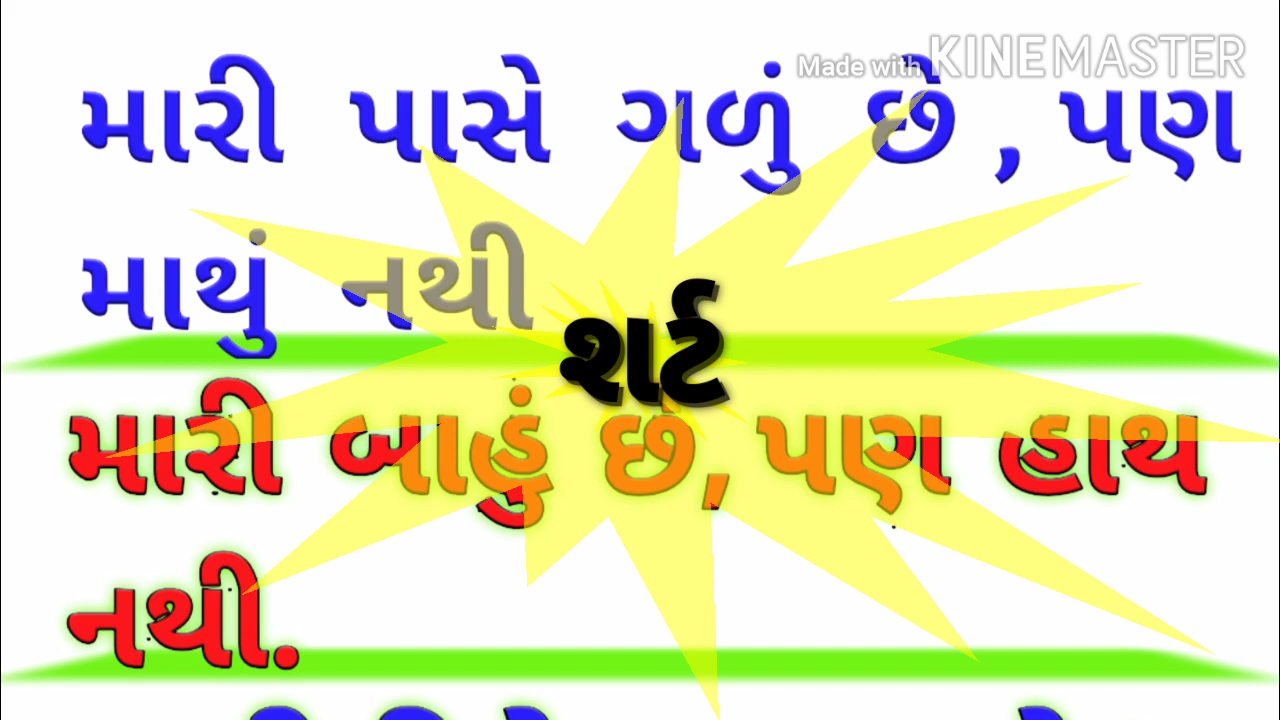 Made with KINEMASTER
મારી પાસે ગળું છે , પણ
માથું નથી
શર્ટ
મારી બાહું છે, પણ હાથ
નથી.